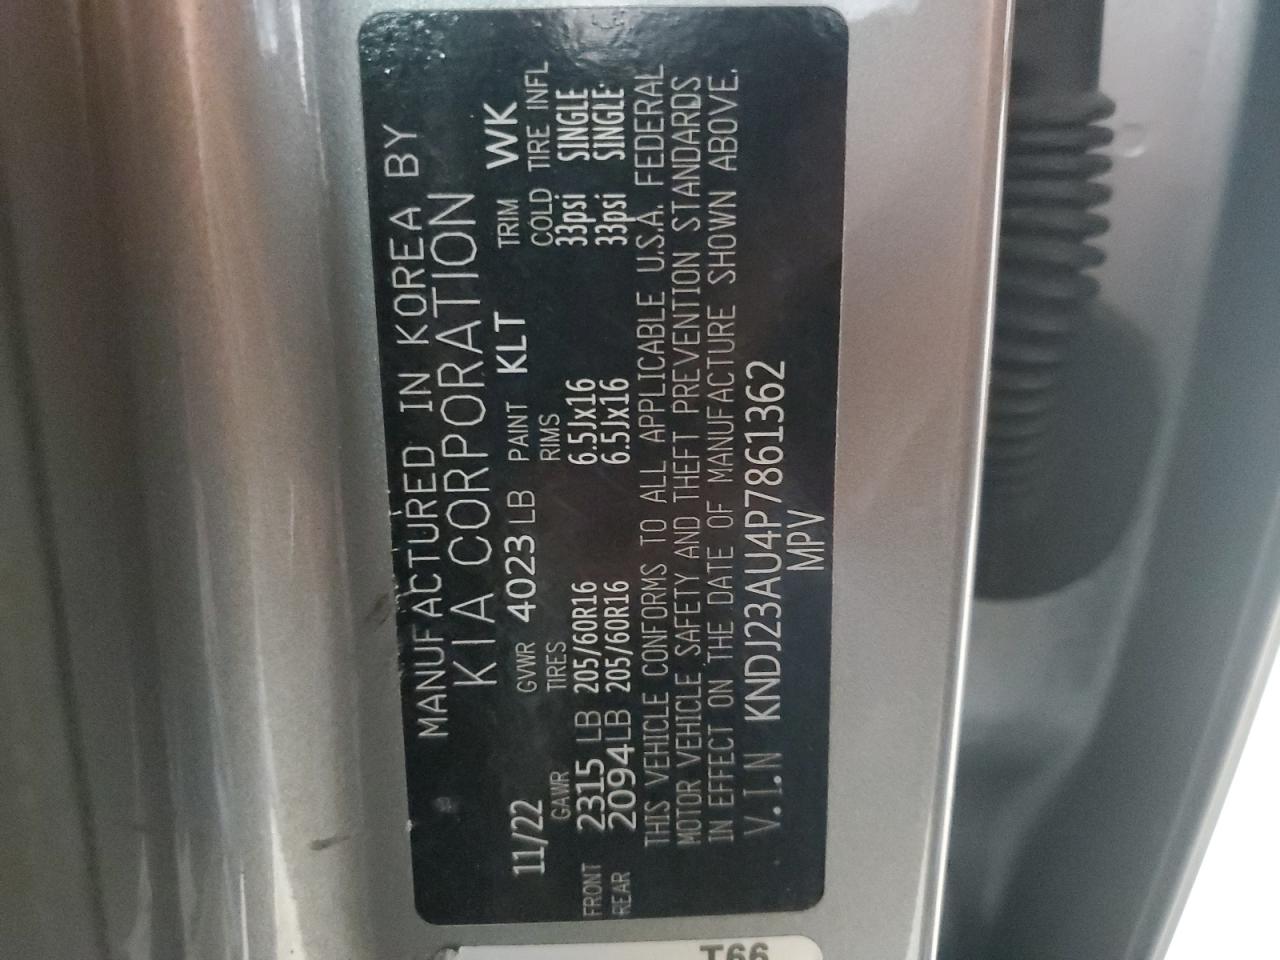 MANUFACTURED IN KOREA BY
KIA CORPORATION
11/22 GVWR 4023 LB PAINT KLT TRIM WK
GAWR TIRES RIMS COLD TIRE INFL
FRONT 2315 LB 205/60R16 6.5Jx16 33psi SINGLE
REAR 2094 LB 205/60R16 6.5Jx16 33psi SINGLE
THIS VEHICLE CONFORMS TO ALL APPLICABLE U.S.A. FEDERAL
MOTOR VEHICLE SAFETY AND THEFT PREVENTION STANDARDS
IN EFFECT ON THE DATE OF MANUFACTURE SHOWN ABOVE.
V.I.N KNDJ23AU4P7861362
MPV
T66